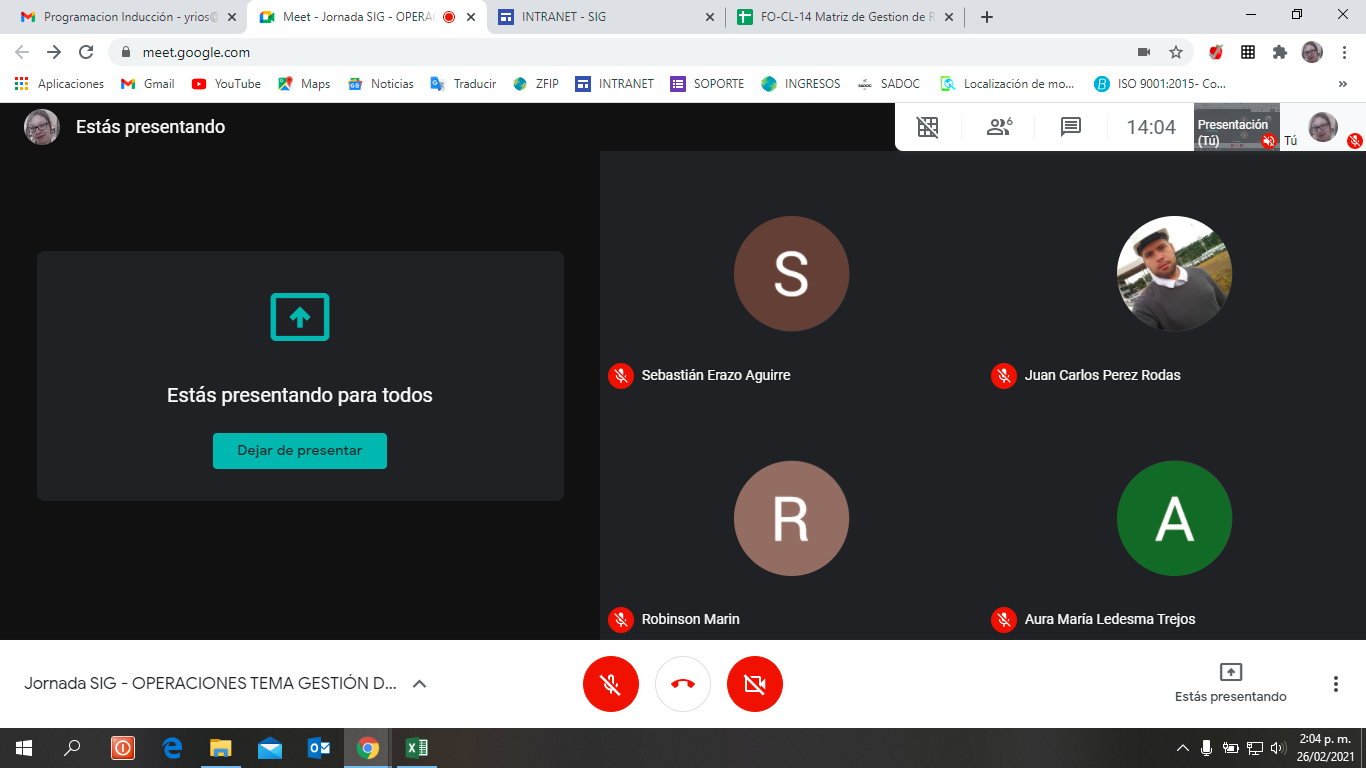 Programacion Inducción - yrios@
Meet - Jornada SIG - OPERA
INTRANET - SIG
FO-CL-14 Matriz de Gestion de R
meet.google.com
Aplicaciones
Gmail
YouTube
Maps
Noticias
Traducir
ZFIP
INTRANET
SOPORTE
INGRESOS
SADOC
Localización de mo...
ISO 9001:2015- Co...
»
Estás presentando
6
14:04
Presentación
(Tú)
Tú
Estás presentando para todos
Dejar de presentar
S
Sebastián Erazo Aguirre
Juan Carlos Perez Rodas
R
Robinson Marin
A
Aura María Ledesma Trejos
Jornada SIG - OPERACIONES TEMA GESTIÓN D...
Estás presentando
2:04 p. m.
26/02/2021